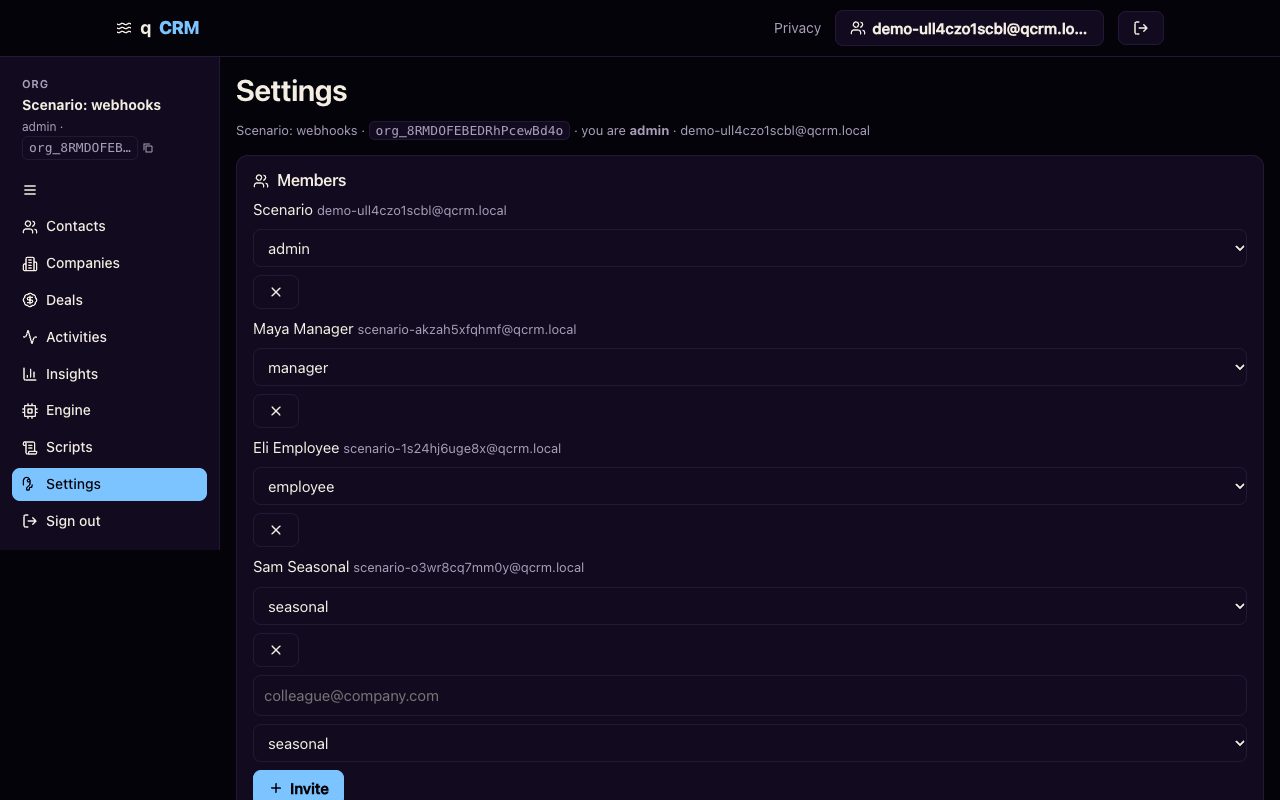 q CRM
Privacy
demo-ull4czo1scbl@qcrm.lo...
ORG
Scenario: webhooks
admin ·
org_8RMDOFEB…
Contacts
Companies
Deals
Activities
Insights
Engine
Scripts
Settings
Sign out
Settings
Scenario: webhooks · org_8RMDOFEBEDRhPcewBd4o · you are admin · demo-ull4czo1scbl@qcrm.local
Members
Scenario demo-ull4czo1scbl@qcrm.local
admin
Maya Manager scenario-akzah5xfqhmf@qcrm.local
manager
Eli Employee scenario-1s24hj6uge8x@qcrm.local
employee
Sam Seasonal scenario-o3wr8cq7mm0y@qcrm.local
seasonal
colleague@company.com
seasonal
+ Invite